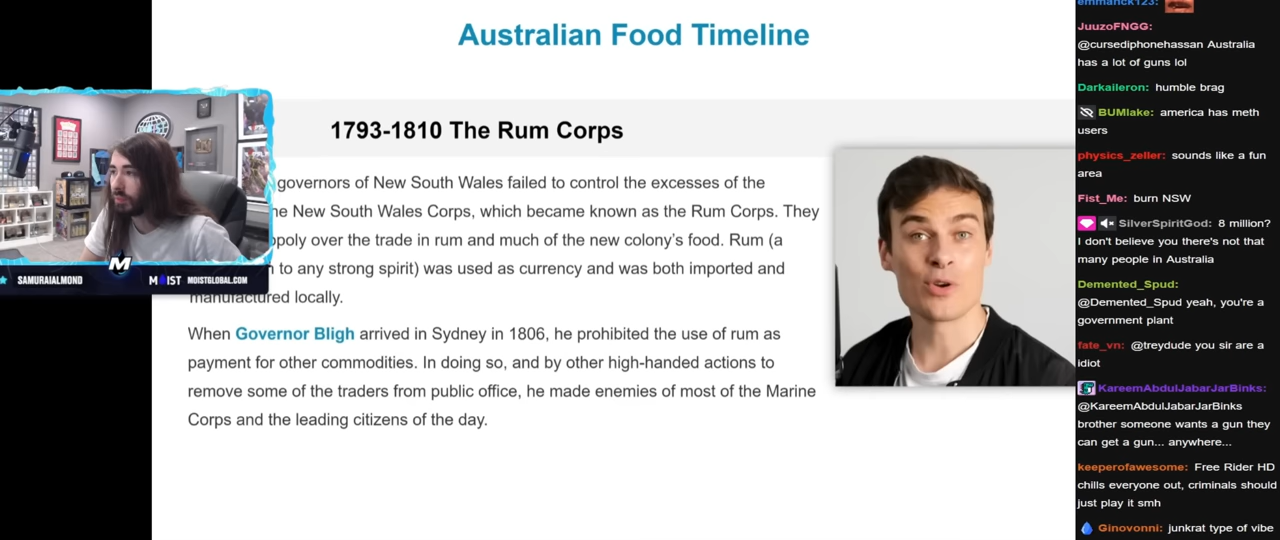 Australian Food Timeline
1793-1810 The Rum Corps
governors of New South Wales failed to control the excesses of the
New South Wales Corps, which became known as the Rum Corps. They
over the trade in rum and much of the new colony's food. Rum (a
to any strong spirit) was used as currency and was both imported and
manufactured locally.
When Governor Bligh arrived in Sydney in 1806, he prohibited the use of rum as
payment for other commodities. In doing so, and by other high-handed actions to
remove some of the traders from public office, he made enemies of most of the Marine
Corps and the leading citizens of the day.
SAMURAIALMOND
M
MOIST MOISTGLOBAL.COM
emmanck123:
JuuzoFNGG:
@cursediphonehassan Australia
has a lot of guns lol
Darkaileron: humble brag
BUMlake: america has meth
users
physics_zeller: sounds like a fun
area
Fist_Me: burn NSW
SilverSpiritGod: 8 million?
I don't believe you there's not that
many people in Australia
Demented_Spud:
@Demented_Spud yeah, you're a
government plant
fate_vn: @treydude you sir are a
idiot
KareemAbdulJabarJarBinks:
@KareemAbdulJabarJarBinks
brother someone wants a gun they
can get a gun... anywhere...
keeperofawesome: Free Rider HD
chills everyone out, criminals should
just play it smh
Ginovonni: junkrat type of vibe